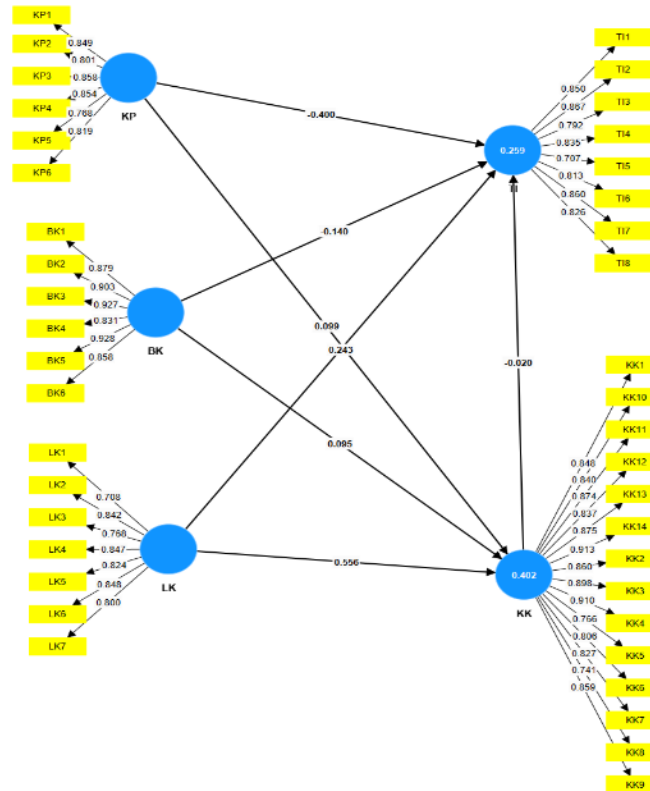 KP1
KP2
KP3
KP4
KP5
KP6
0.849
0.801
0.858
0.854
0.768
0.819
KP
-0.400
TI1
TI2
TI3
TI4
TI5
TI6
TI7
TI8
0.850
0.867
0.792
0.835
0.707
0.813
0.860
0.826
0.259
TI
BK1
BK2
BK3
BK4
BK5
BK6
0.879
0.903
0.927
0.831
0.928
0.858
BK
-0.140
0.099
0.243
-0.020
0.095
LK1
LK2
LK3
LK4
LK5
LK6
LK7
0.708
0.842
0.768
0.847
0.824
0.848
0.800
LK
0.556
0.402
KK
KK1
KK10
KK11
KK12
KK13
KK14
KK2
KK3
KK4
KK5
KK6
KK7
KK8
KK9
0.848
0.840
0.874
0.837
0.875
0.913
0.860
0.898
0.910
0.766
0.806
0.827
0.741
0.859